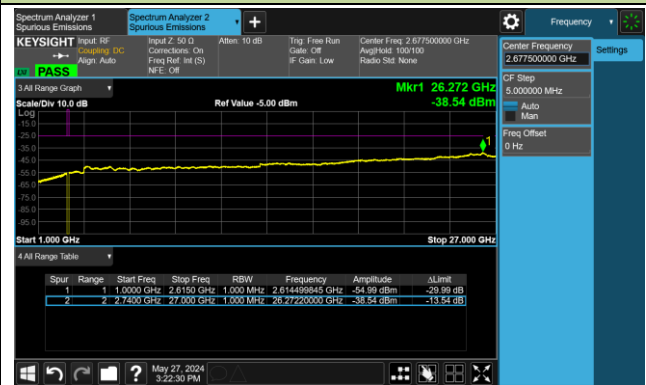 Spectrum Analyzer 1
Spurious Emissions
Spectrum Analyzer 2
Spurious Emissions
Frequency
KEYSIGHT
Input: RF
Coupling: DC
Align: Auto
Input Z: 50 Ω
Corrections: On
Freq Ref: Int (S)
NFE: Off
Atten: 10 dB
Trig: Free Run
Gate: Off
IF Gain: Low
Center Freq: 2.677500000 GHz
Avg|Hold: 100/100
Radio Std: None
PASS
Center Frequency
2.677500000 GHz
Settings
CF Step
5.000000 MHz
Auto
Man
Freq Offset
0 Hz
3 All Range Graph
Mkr1 26.272 GHz
-38.54 dBm
Scale/Div 10.0 dB
Ref Value -5.00 dBm
Log
-15.0
-25.0
-35.0
-45.0
-55.0
-65.0
-75.0
-85.0
-95.0
1
Start 1.000 GHz
Stop 27.000 GHz
4 All Range Table
Spur Range Start Freq Stop Freq RBW Frequency Amplitude ΔLimit
1 1 1.0000 GHz 2.6150 GHz 1.000 MHz 2.614499845 GHz -54.99 dBm -29.99 dB
2 2 2.7400 GHz 27.000 GHz 1.000 MHz 26.27220000 GHz -38.54 dBm -13.54 dB
May 27, 2024
3:22:30 PM